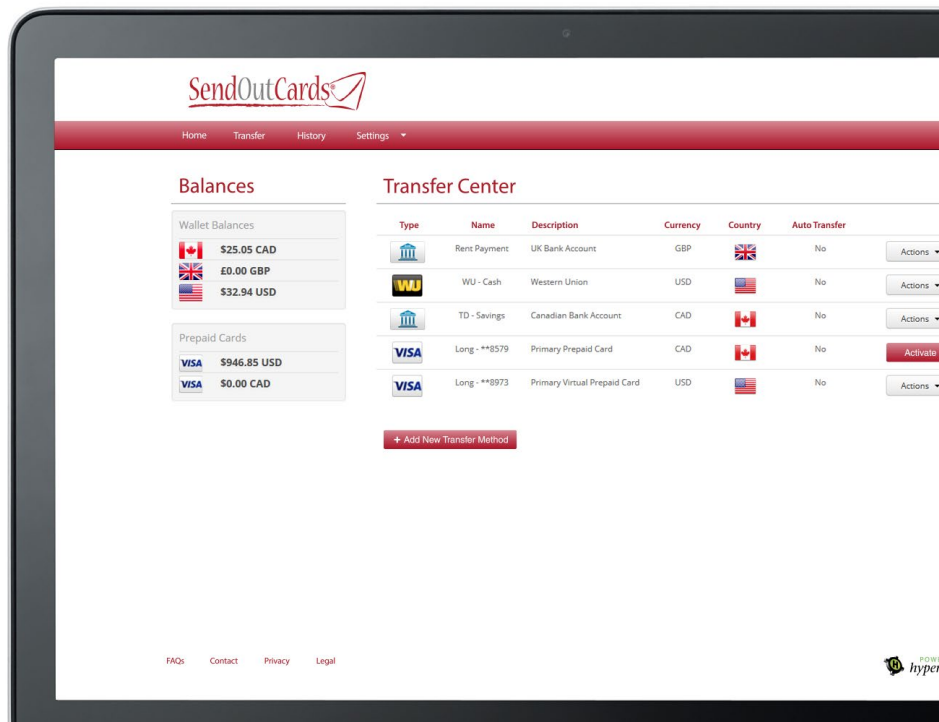 SendOutCards®
Home Transfer History Settings
Balances
Wallet Balances
$25.05 CAD
£0.00 GBP
$32.94 USD
Prepaid Cards
VISA $946.85 USD
VISA $0.00 CAD
Transfer Center
Type Name Description Currency Country Auto Transfer
Rent Payment UK Bank Account GBP No Actions
WU WU - Cash Western Union USD No Actions
TD - Savings Canadian Bank Account CAD No Actions
VISA Long - **8579 Primary Prepaid Card CAD No Activate
VISA Long - **8973 Primary Virtual Prepaid Card USD No Actions
+ Add New Transfer Method
FAQs Contact Privacy Legal